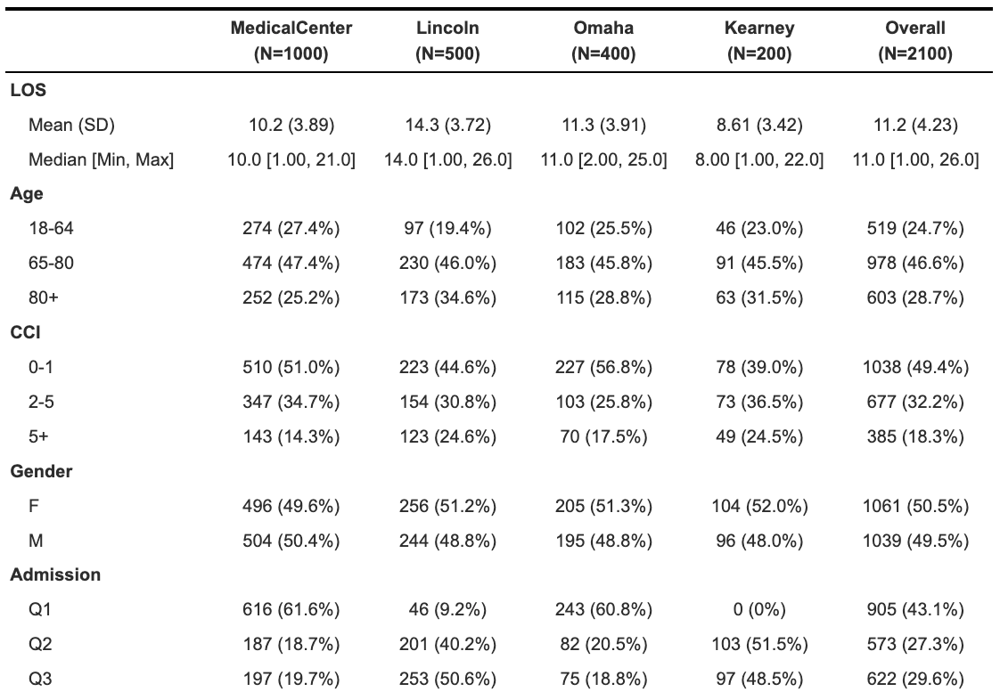 MedicalCenter Lincoln Omaha Kearney Overall
(N=1000) (N=500) (N=400) (N=200) (N=2100)
LOS
Mean (SD) 10.2 (3.89) 14.3 (3.72) 11.3 (3.91) 8.61 (3.42) 11.2 (4.23)
Median [Min, Max] 10.0 [1.00, 21.0] 14.0 [1.00, 26.0] 11.0 [2.00, 25.0] 8.00 [1.00, 22.0] 11.0 [1.00, 26.0]
Age
18-64 274 (27.4%) 97 (19.4%) 102 (25.5%) 46 (23.0%) 519 (24.7%)
65-80 474 (47.4%) 230 (46.0%) 183 (45.8%) 91 (45.5%) 978 (46.6%)
80+ 252 (25.2%) 173 (34.6%) 115 (28.8%) 63 (31.5%) 603 (28.7%)
CCI
0-1 510 (51.0%) 223 (44.6%) 227 (56.8%) 78 (39.0%) 1038 (49.4%)
2-5 347 (34.7%) 154 (30.8%) 103 (25.8%) 73 (36.5%) 677 (32.2%)
5+ 143 (14.3%) 123 (24.6%) 70 (17.5%) 49 (24.5%) 385 (18.3%)
Gender
F 496 (49.6%) 256 (51.2%) 205 (51.3%) 104 (52.0%) 1061 (50.5%)
M 504 (50.4%) 244 (48.8%) 195 (48.8%) 96 (48.0%) 1039 (49.5%)
Admission
Q1 616 (61.6%) 46 (9.2%) 243 (60.8%) 0 (0%) 905 (43.1%)
Q2 187 (18.7%) 201 (40.2%) 82 (20.5%) 103 (51.5%) 573 (27.3%)
Q3 197 (19.7%) 253 (50.6%) 75 (18.8%) 97 (48.5%) 622 (29.6%)